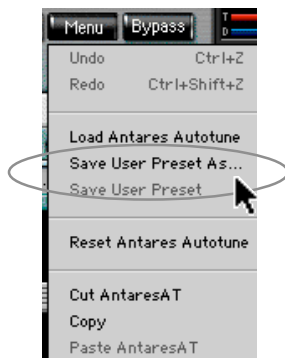 Menu Bypass T
D
Undo Ctrl+Z
Redo Ctrl+Shift+Z
Load Antares Autotune
Save User Preset As...
Save User Preset
Reset Antares Autotune
Cut AntaresAT
Copy
Paste AntaresAT